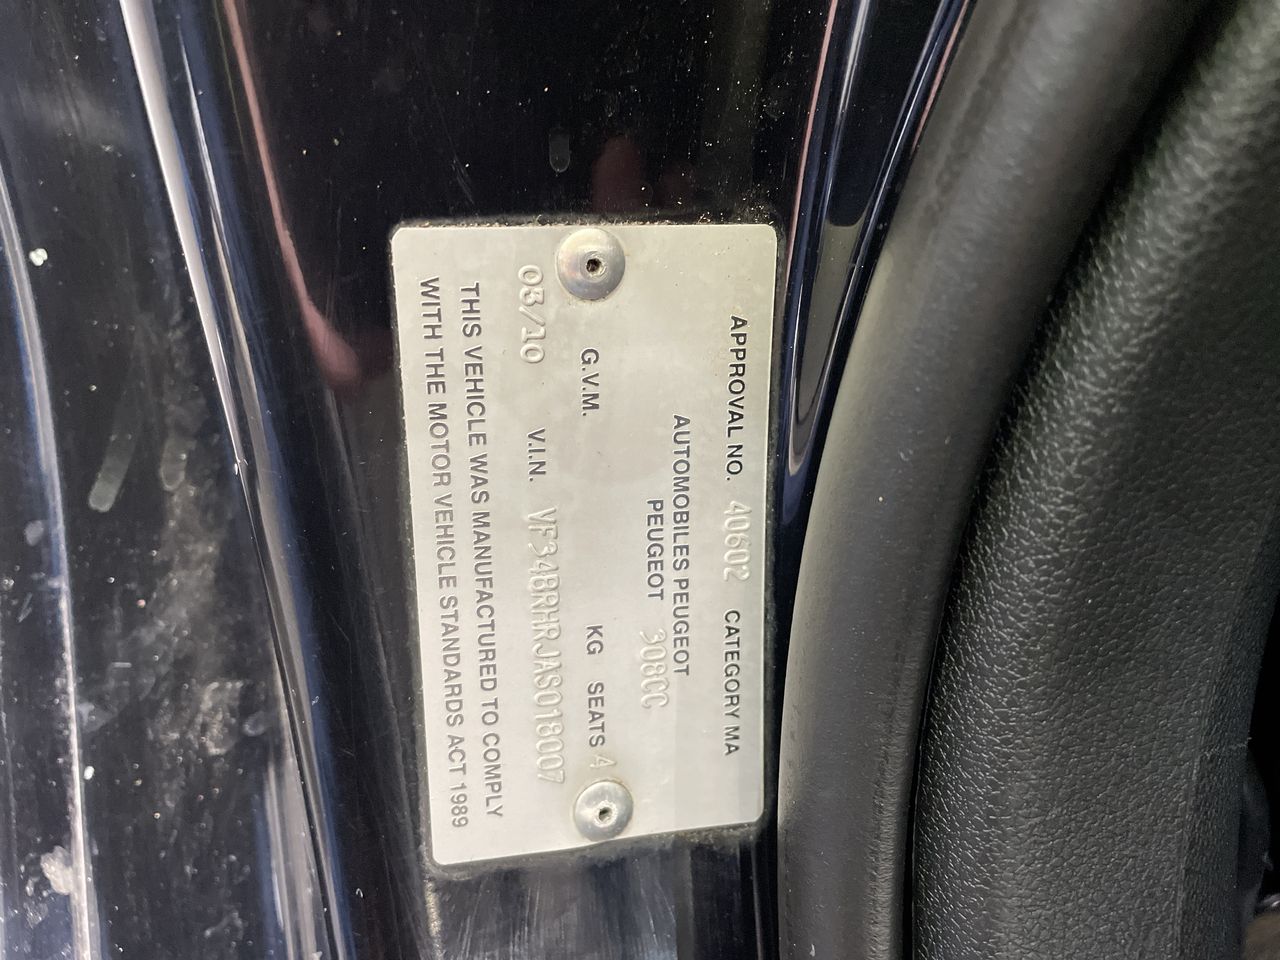 APPROVAL NO. 40602 CATEGORY MA
AUTOMOBILES PEUGEOT
PEUGEOT 308CC
G.V.M. KG SEATS 4
03/10 V.I.N. VF34BRHRJAS018007
THIS VEHICLE WAS MANUFACTURED TO COMPLY
WITH THE MOTOR VEHICLE STANDARDS ACT 1989